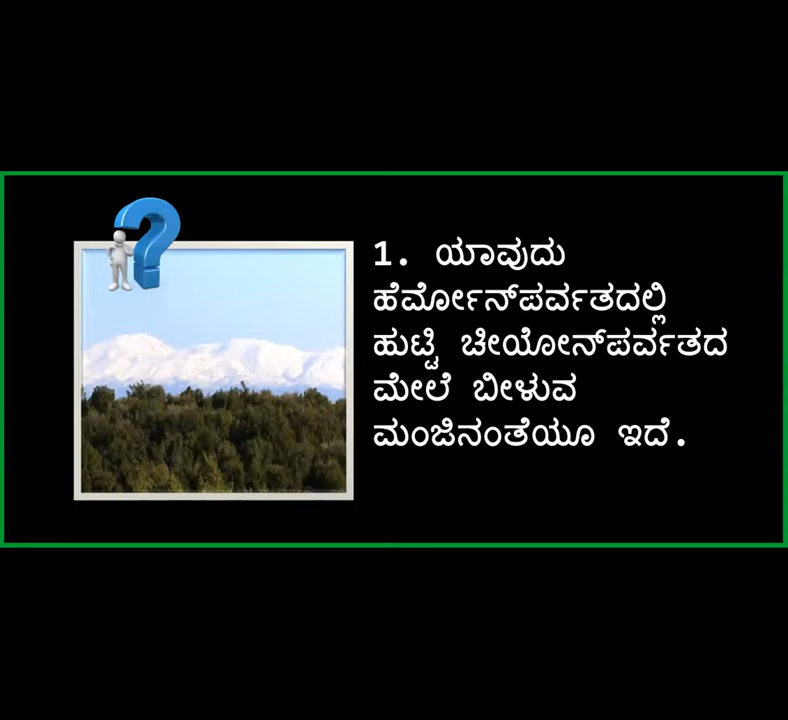 1. ಯಾವುದು
ಹೆರ್ಮೋನ್‌ಪರ್ವತದಲ್ಲಿ
ಹುಟ್ಟಿ ಚೀಯೋನ್‌ಪರ್ವತದ
ಮೇಲೆ ಬೀಳುವ
ಮಂಜಿನಂತೆಯೂ ಇದೆ.